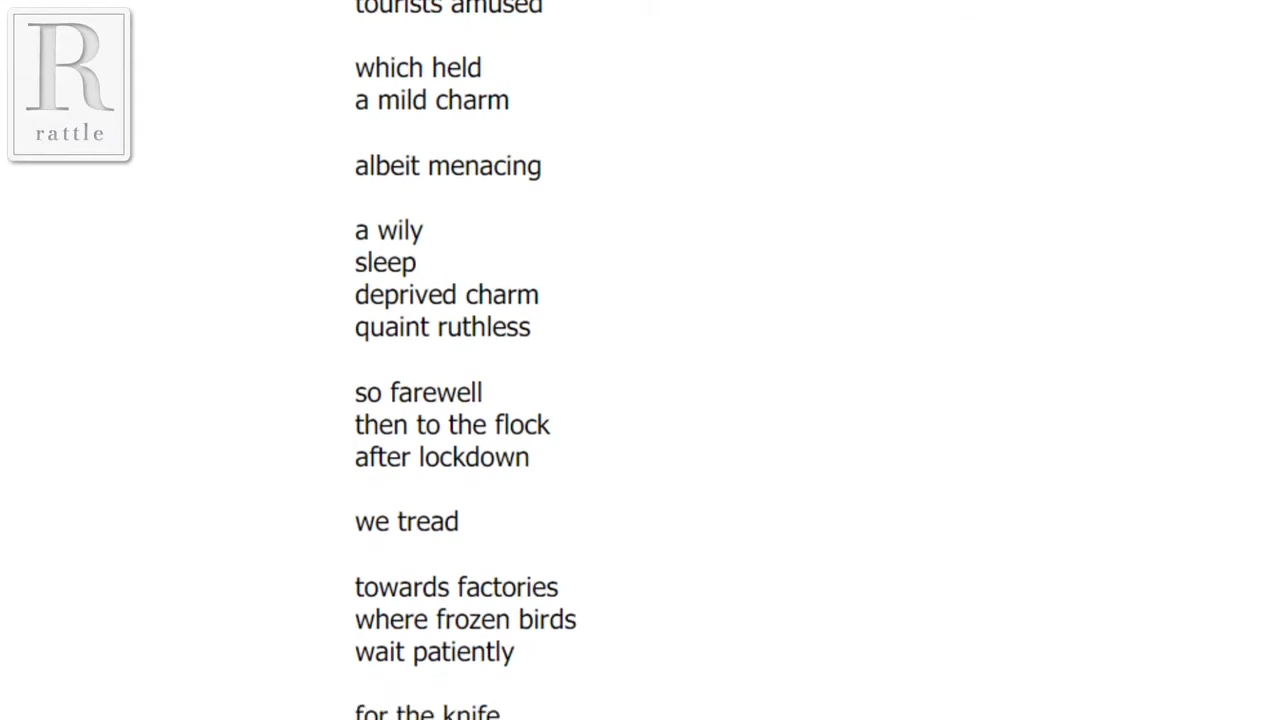 R
rattle
tourists amused
which held
a mild charm
albeit menacing
a wily
sleep
deprived charm
quaint ruthless
so farewell
then to the flock
after lockdown
we tread
towards factories
where frozen birds
wait patiently
for the knife